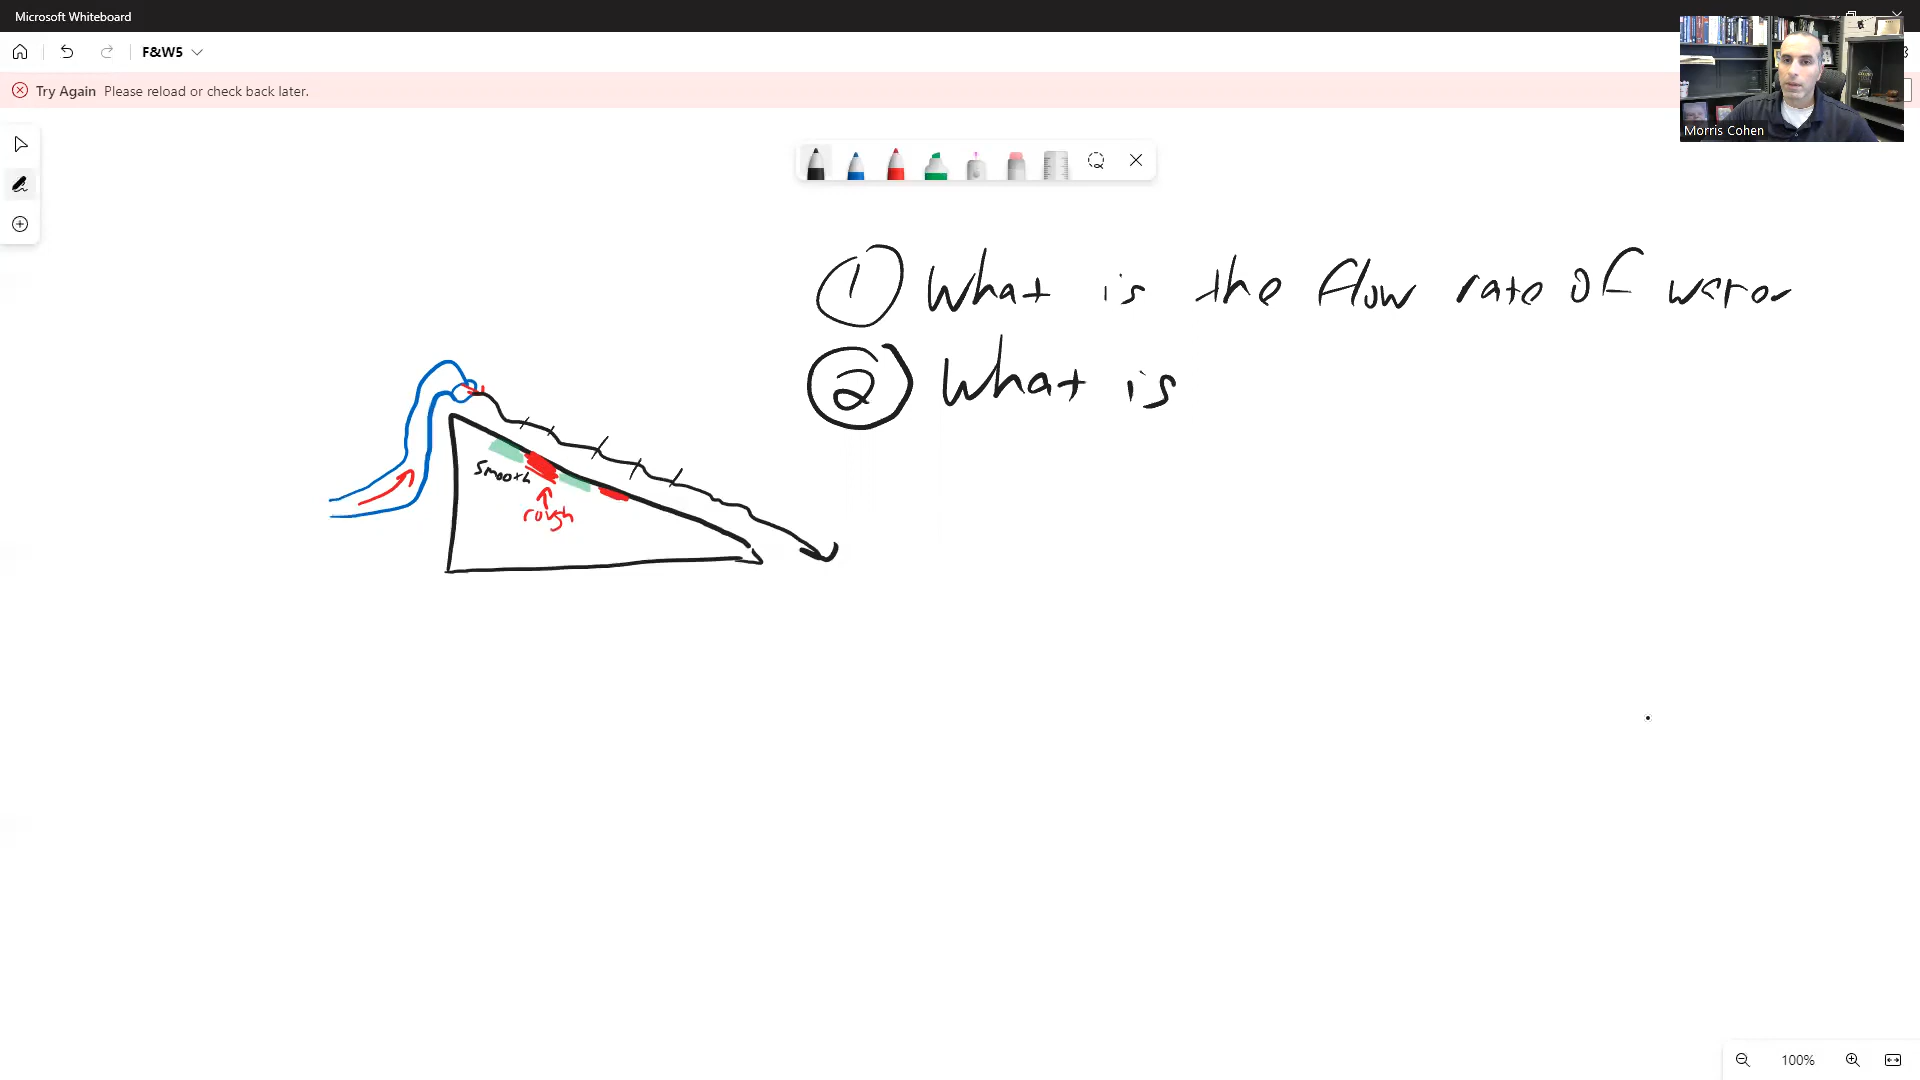 Microsoft Whiteboard
F&W5
Try Again Please reload or check back later.
Morris Cohen
① What is the flow rate of water
② What is
smooth
rough
100%